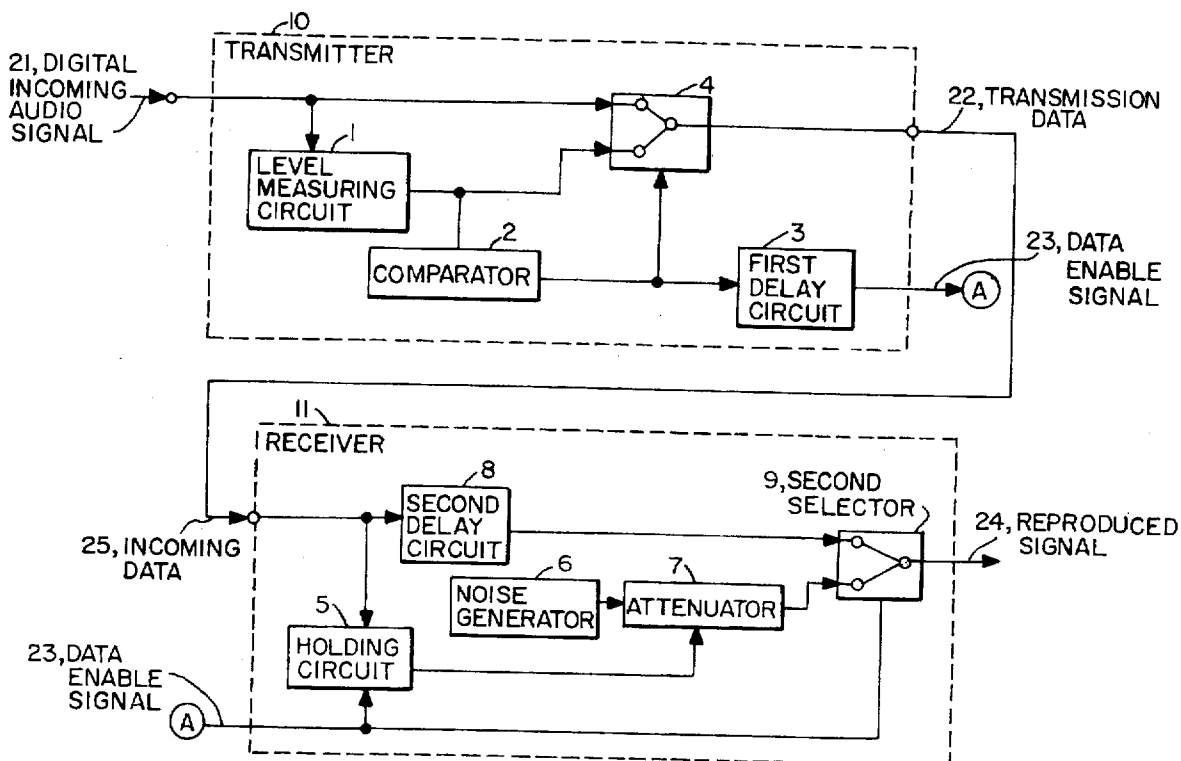 10
TRANSMITTER
21, DIGITAL
INCOMING
AUDIO
SIGNAL
4
22, TRANSMISSION
DATA
1
LEVEL
MEASURING
CIRCUIT
2
COMPARATOR
3
FIRST
DELAY
CIRCUIT
23, DATA
ENABLE
SIGNAL
A
11
RECEIVER
8
SECOND
DELAY
CIRCUIT
9, SECOND
SELECTOR
24, REPRODUCED
SIGNAL
25, INCOMING
DATA
6
NOISE
GENERATOR
7
ATTENUATOR
5
HOLDING
CIRCUIT
23, DATA
ENABLE
SIGNAL
A